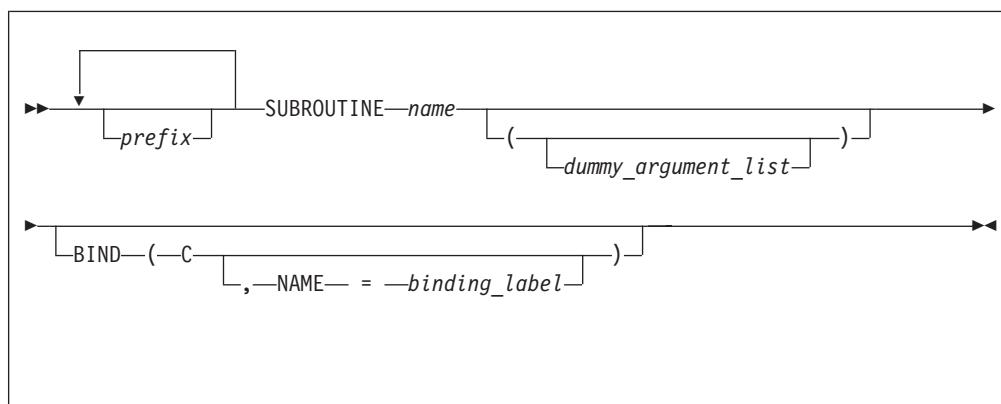 SUBROUTINE name
prefix
( )
dummy_argument_list
BIND ( C )
, NAME = binding_label